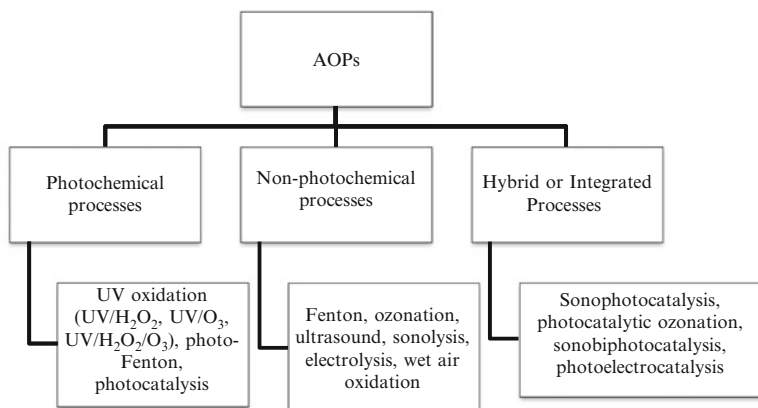 AOPs
Photochemical
processes
Non-photochemical
processes
Hybrid or Integrated
Processes
UV oxidation
(UV/H₂O₂, UV/O₃,
UV/H₂O₂/O₃), photo-
Fenton,
photocatalysis
Fenton, ozonation,
ultrasound, sonolysis,
electrolysis, wet air
oxidation
Sonophotocatalysis,
photocatalytic ozonation,
sonobiphotocatalysis,
photoelectrocatalysis